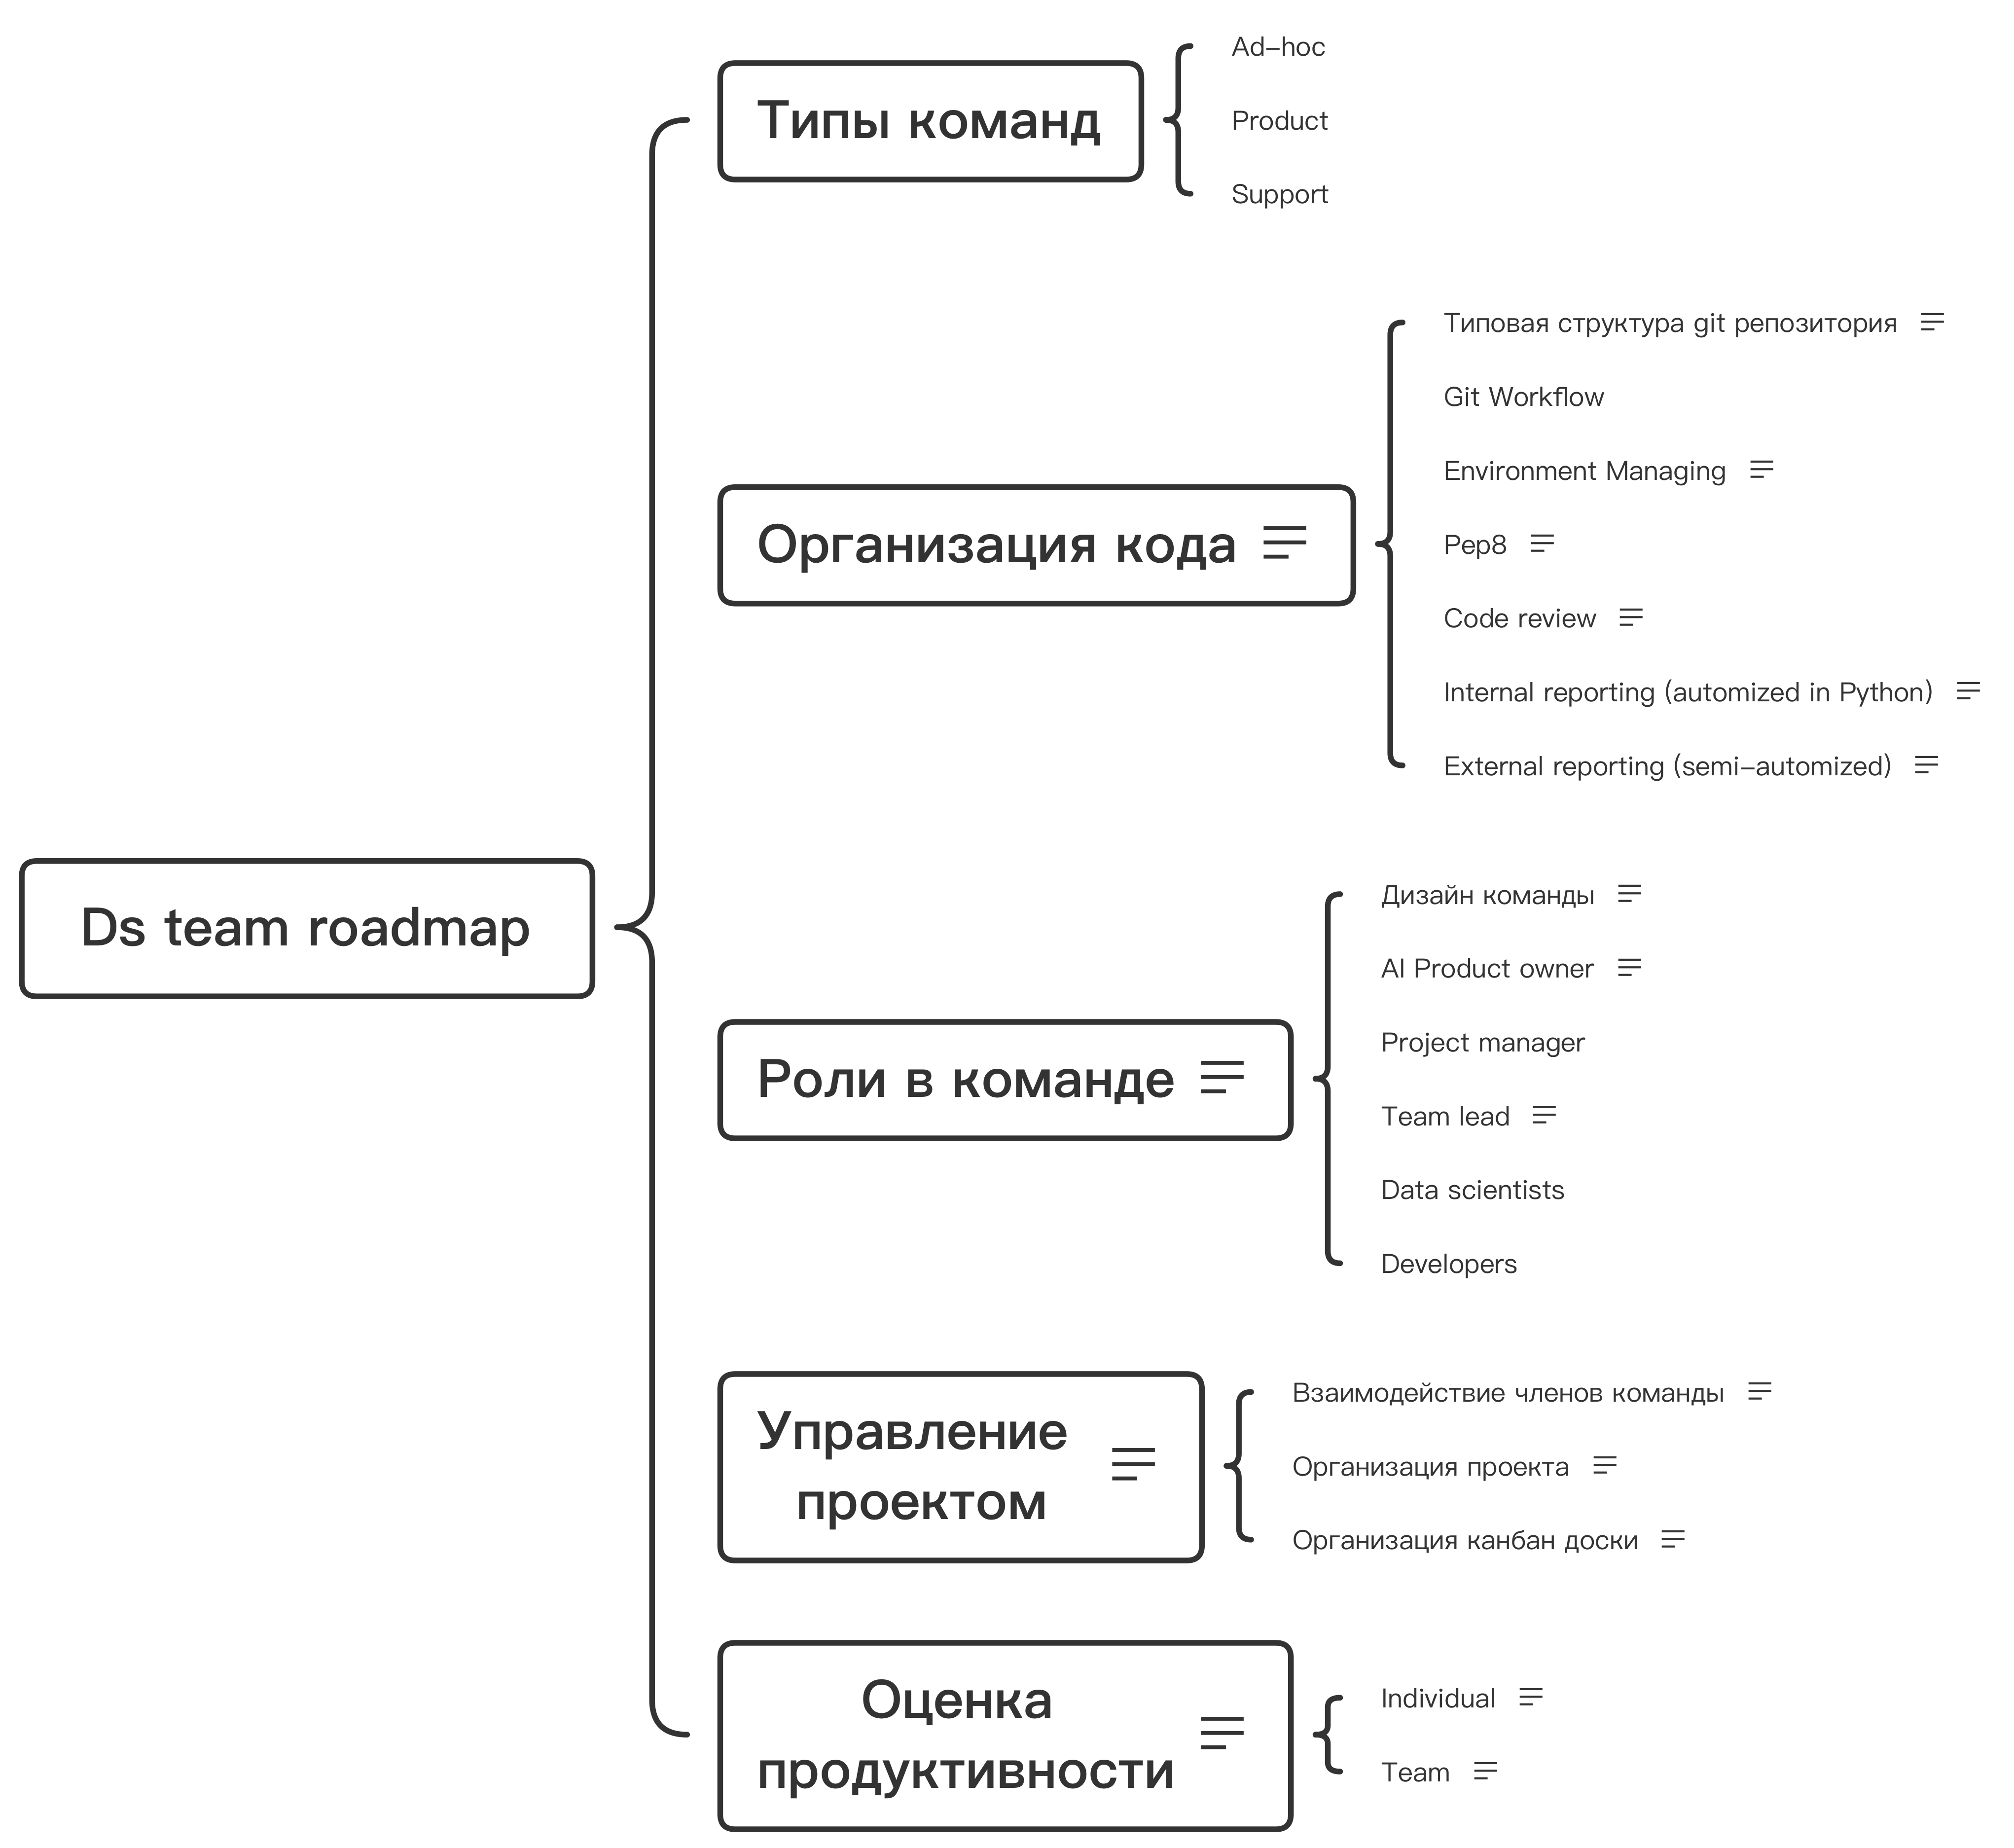 Ds team roadmap
Типы команд
Ad-hoc
Product
Support
Организация кода
Типовая структура git репозитория
Git Workflow
Environment Managing
Pep8
Code review
Internal reporting (automized in Python)
External reporting (semi-automized)
Роли в команде
Дизайн команды
AI Product owner
Project manager
Team lead
Data scientists
Developers
Управление
проектом
Взаимодействие членов команды
Организация проекта
Организация канбан доски
Оценка
продуктивности
Individual
Team